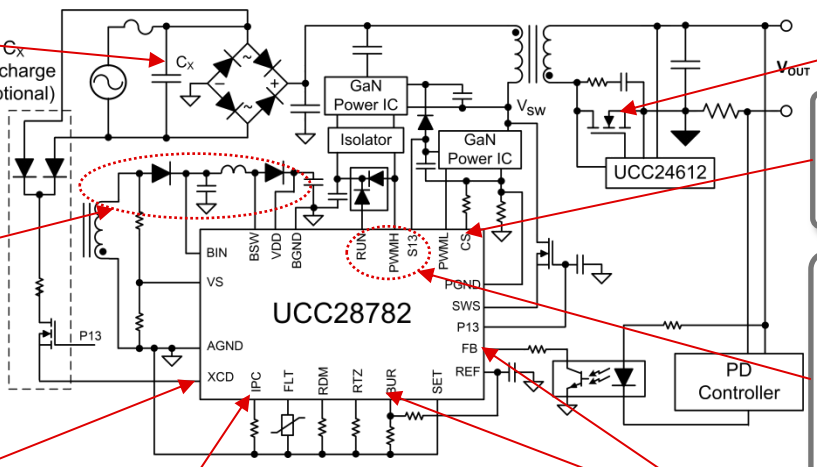 Cx
charge
otional)
Cx
~
-
+
~
GaN
Power IC
Isolator
GaN
Power IC
Vsw
VOUT
UCC24612
BIN
VS
AGND
XCD
P13
BSW
VDD
BGND
RUN
PWMH
S13
PWML
CS
PGND
SWS
P13
FB
REF
UCC28782
IPC
FLT
RDM
RTZ
BUR
SET
PD
Controller